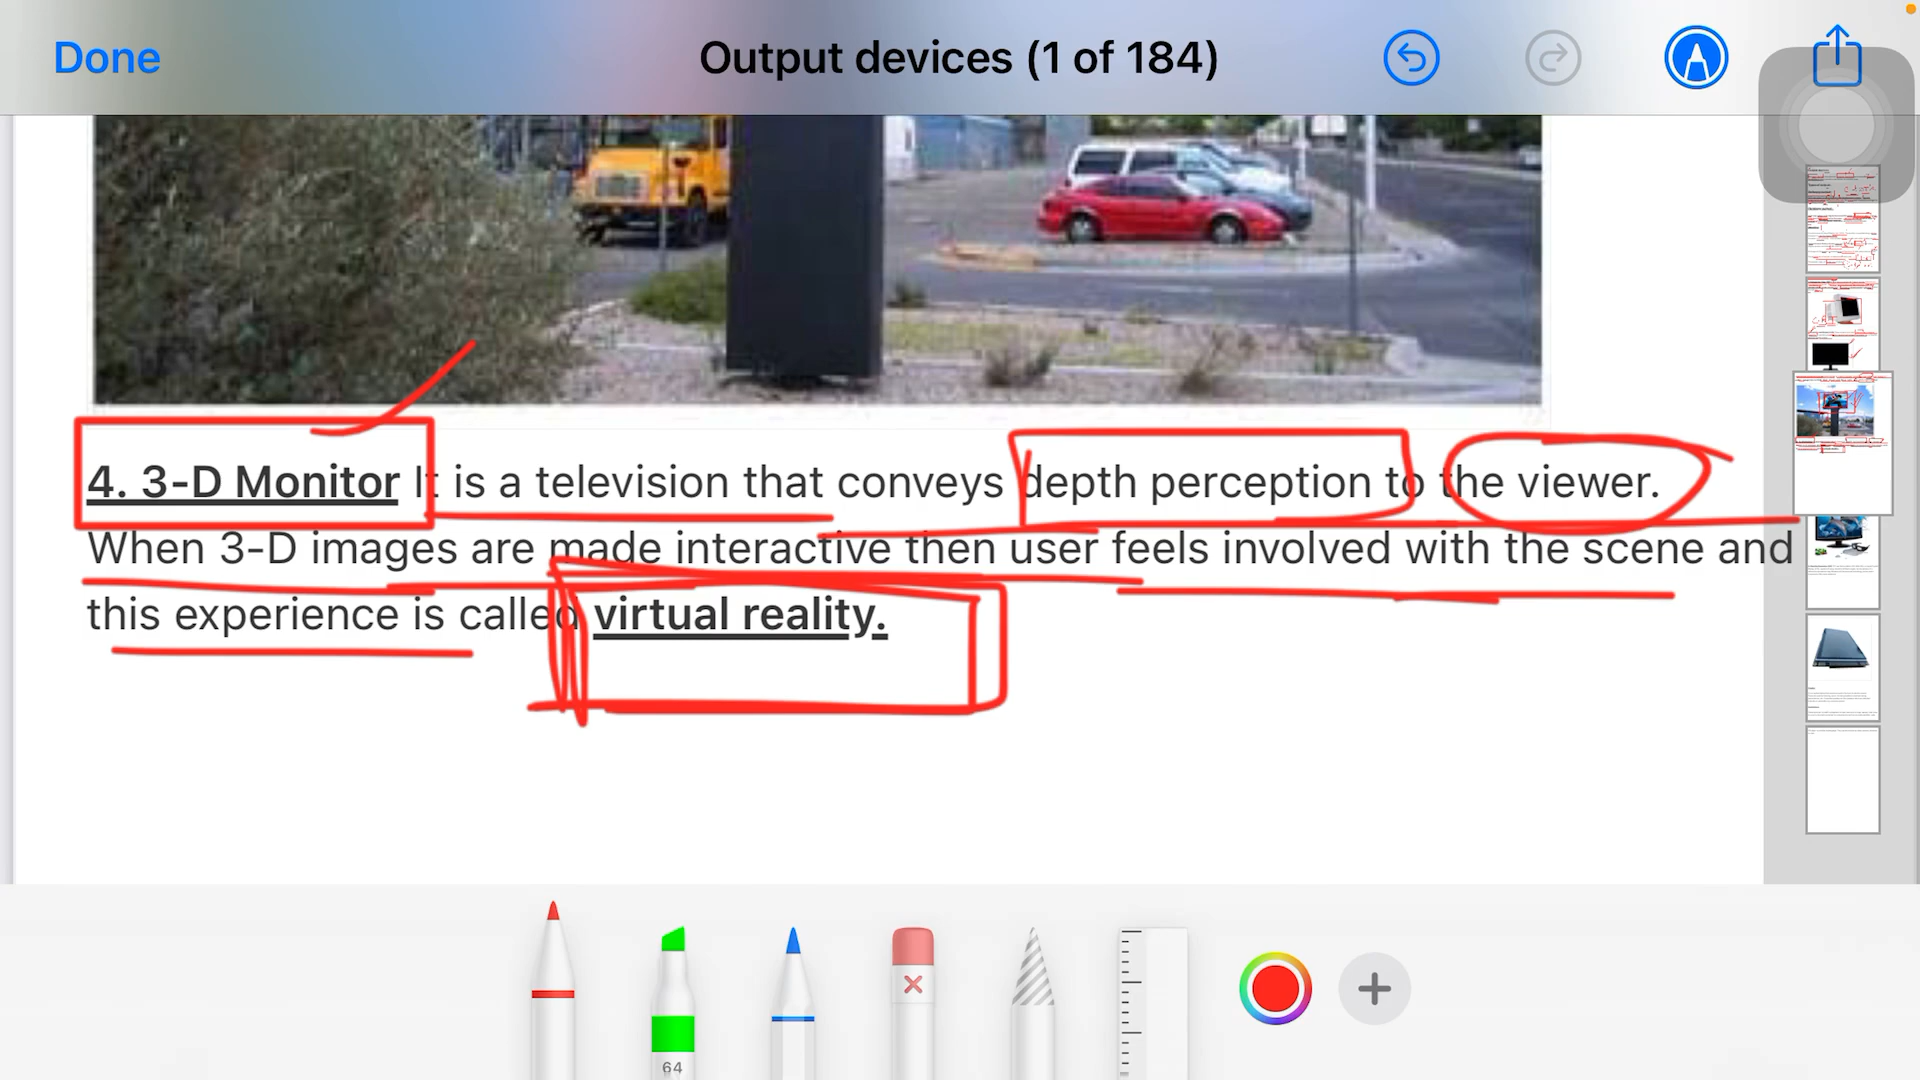 Done
Output devices (1 of 184)
4. 3-D Monitor It is a television that conveys depth perception to the viewer.
When 3-D images are made interactive then user feels involved with the scene and
this experience is called virtual reality.
64